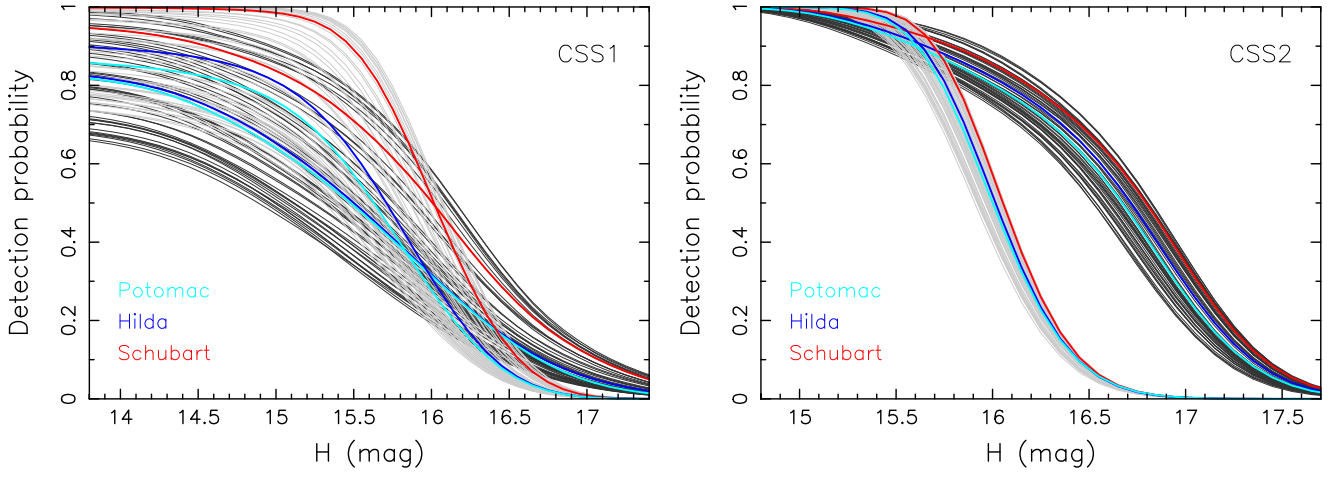 CSS1
Detection probability
1
0.8
0.6
0.4
0.2
0
Potomac
Hilda
Schubart
14 14.5 15 15.5 16 16.5 17
H (mag)
CSS2
Detection probability
1
0.8
0.6
0.4
0.2
0
Potomac
Hilda
Schubart
15 15.5 16 16.5 17 17.5
H (mag)